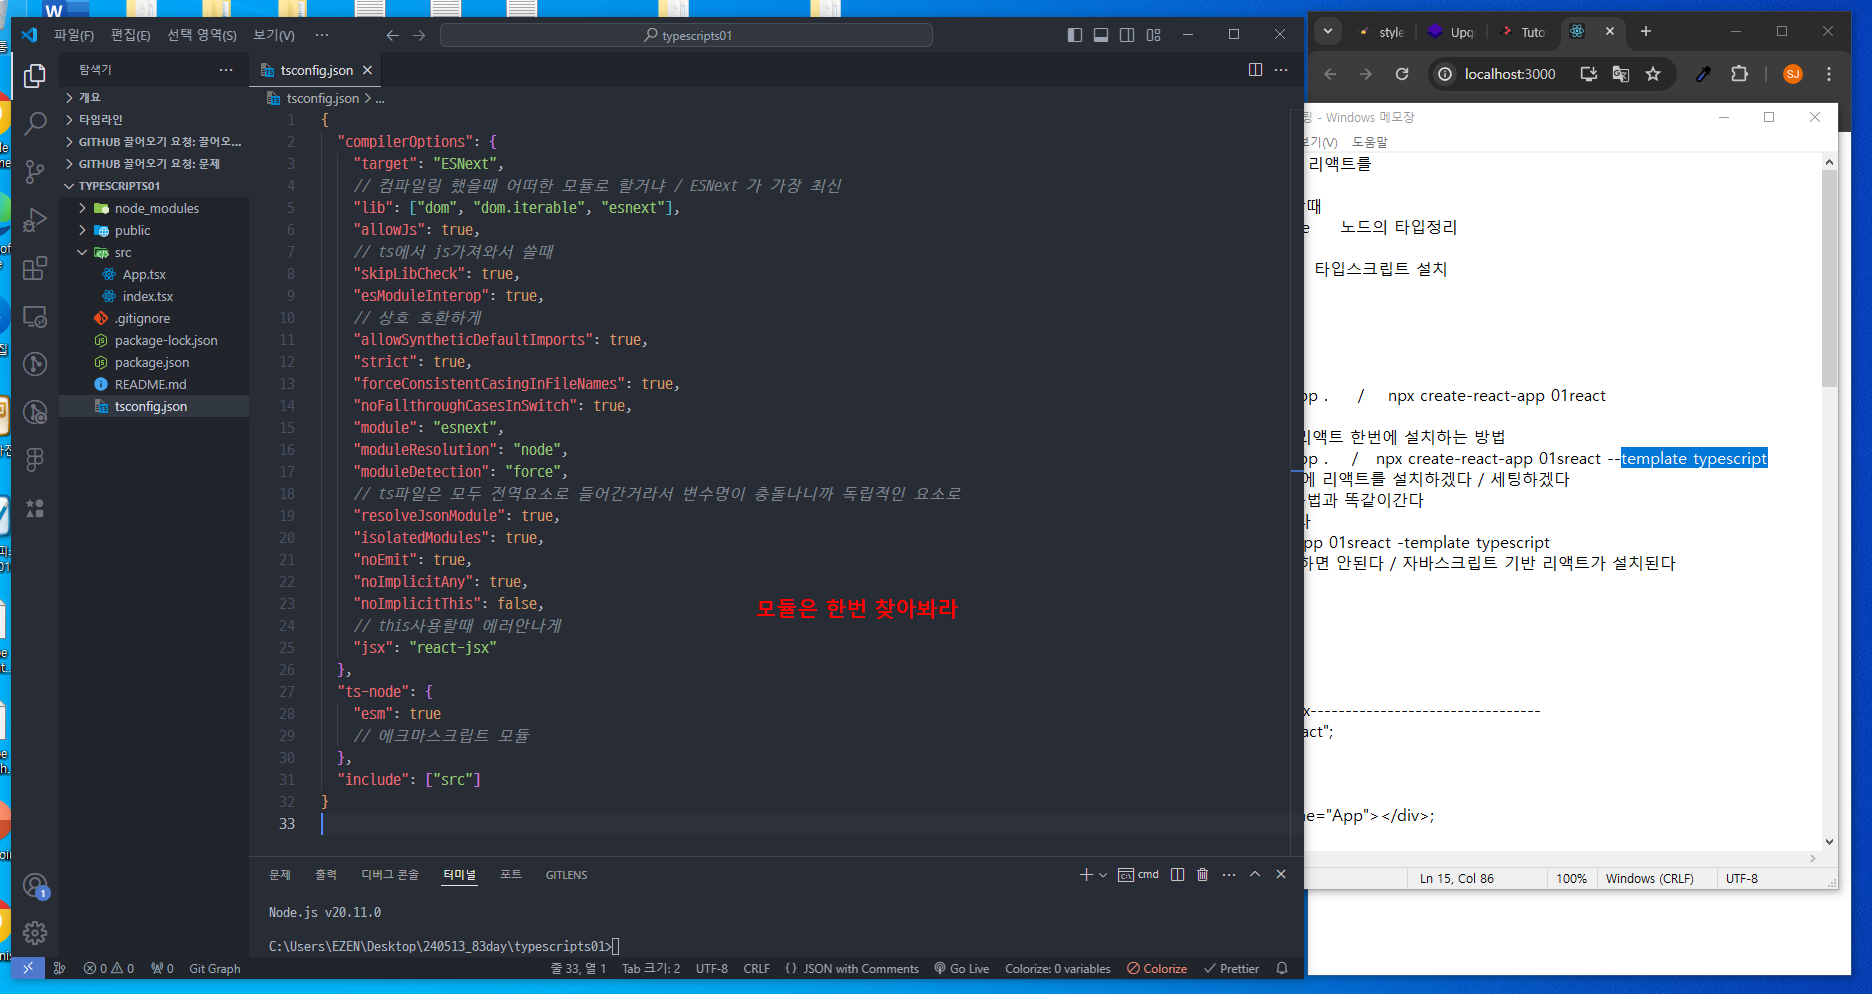 파일(F) 편집(E) 선택 영역(S) 보기(V) ··· typescripts01
탐색기 ···
개요
타임라인
GITHUB 끌어오기 요청: 끌어오...
GITHUB 끌어오기 요청: 문제
TYPESCRIPTS01
node_modules
public
src
App.tsx
index.tsx
.gitignore
package-lock.json
package.json
README.md
tsconfig.json
tsconfig.json
tsconfig.json > ...
1 {
2 "compilerOptions": {
3 "target": "ESNext",
4 // 컴파일링 했을때 어떠한 모듈로 할거냐 / ESNext 가 가장 최신
5 "lib": ["dom", "dom.iterable", "esnext"],
6 "allowJs": true,
7 // ts에서 js가져와서 쓸때
8 "skipLibCheck": true,
9 "esModuleInterop": true,
10 // 상호 호환하게
11 "allowSyntheticDefaultImports": true,
12 "strict": true,
13 "forceConsistentCasingInFileNames": true,
14 "noFallthroughCasesInSwitch": true,
15 "module": "esnext",
16 "moduleResolution": "node",
17 "moduleDetection": "force",
18 // ts파일은 모두 전역요소로 들어간거라서 변수명이 충돌나니까 독립적인 요소로
19 "resolveJsonModule": true,
20 "isolatedModules": true,
21 "noEmit": true,
22 "noImplicitAny": true,
23 "noImplicitThis": false,
24 // this사용할때 에러안나게
25 "jsx": "react-jsx"
26 },
27 "ts-node": {
28 "esm": true
29 // 에크마스크립트 모듈
30 },
31 "include": ["src"]
32 }
33
모듈은 한번 찾아봐라
문제 출력 디버그 콘솔 터미널 포트 GITLENS cmd
Node.js v20.11.0
C:\Users\EZEN\Desktop\240513_83day\typescripts01>
1
0 0 0 Git Graph 줄 33, 열 1 Tab 크기: 2 UTF-8 CRLF {} JSON with Comments Go Live Colorize: 0 variables Colorize Prettier
style Upg Tuto
localhost:3000 SJ
- Windows 메모장
보기(V) 도움말
리액트를
때
e 노드의 타입정리
타입스크립트 설치
pp . / npx create-react-app 01react
리액트 한번에 설치하는 방법
pp . / npx create-react-app 01sreact --template typescript
에 리액트를 설치하겠다 / 세팅하겠다
법과 똑같이간다
pp 01sreact -template typescript
하면 안된다 / 자바스크립트 기반 리액트가 설치된다
x---------------------------------
act";
ne="App"></div>;
Ln 15, Col 86 100% Windows (CRLF) UTF-8